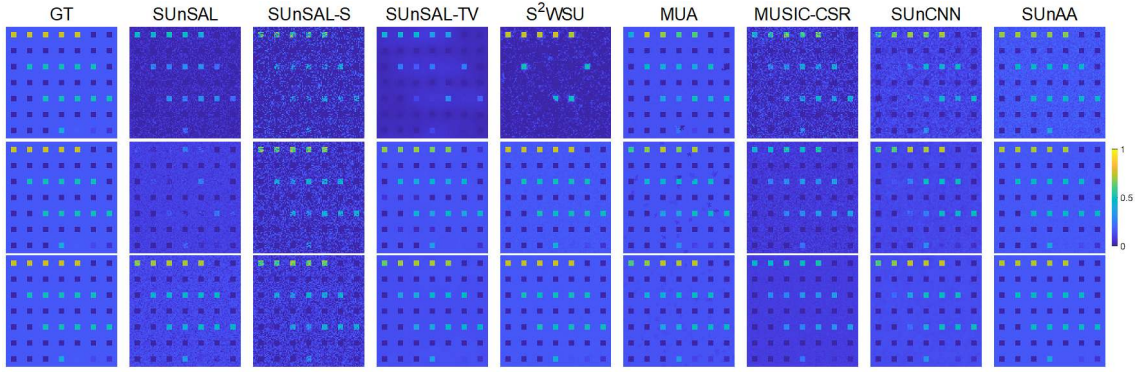 GT SUnSAL SUnSAL-S SUnSAL-TV S²WSU MUA MUSIC-CSR SUnCNN SUnAA
1
0.5
0